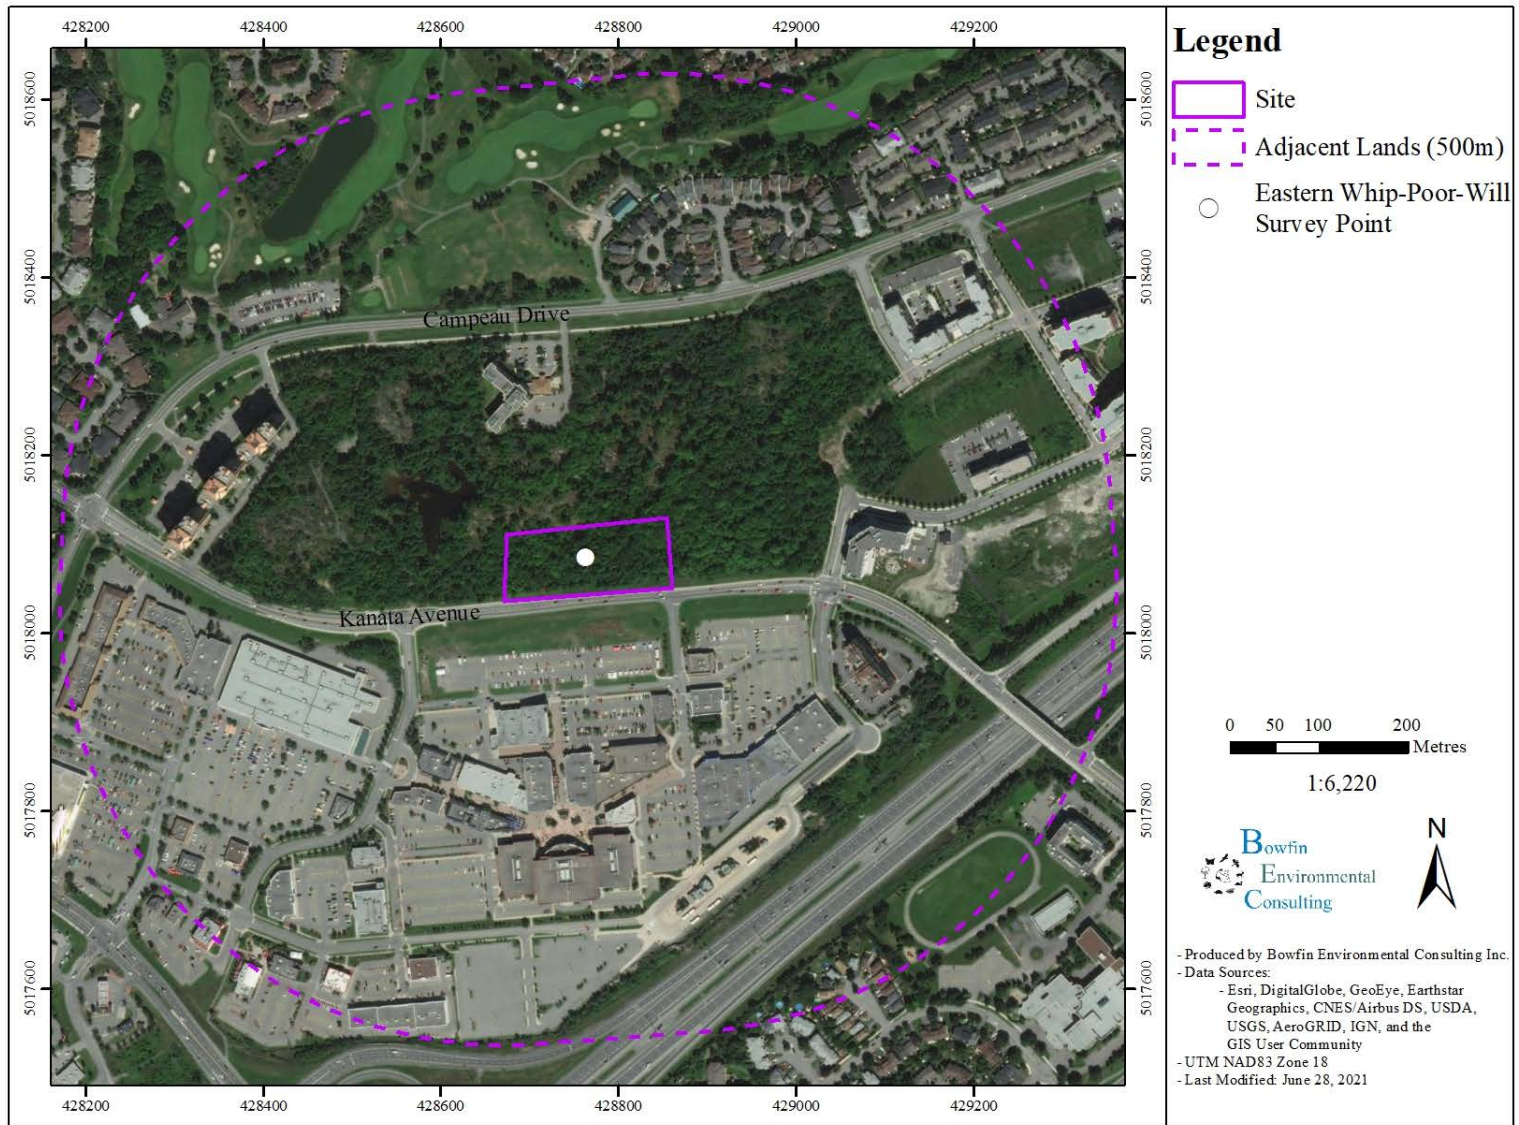 428200 428400 428600 428800 429000 429200
5018600 5018600
5018400 5018400
5018200 5018200
5018000 5018000
5017800 5017800
5017600 5017600
428200 428400 428600 428800 429000 429200
Campeau Drive
Kanata Avenue
Legend
Site
Adjacent Lands (500m)
Eastern Whip-Poor-Will
Survey Point
0 50 100 200
Metres
1:6,220
N
Bowfin
Environmental
Consulting
- Produced by Bowfin Environmental Consulting Inc.
- Data Sources:
- Esri, DigitalGlobe, GeoEye, Earthstar
Geographics, CNES/Airbus DS, USDA,
USGS, AeroGRID, IGN, and the
GIS User Community
- UTM NAD83 Zone 18
- Last Modified: June 28, 2021